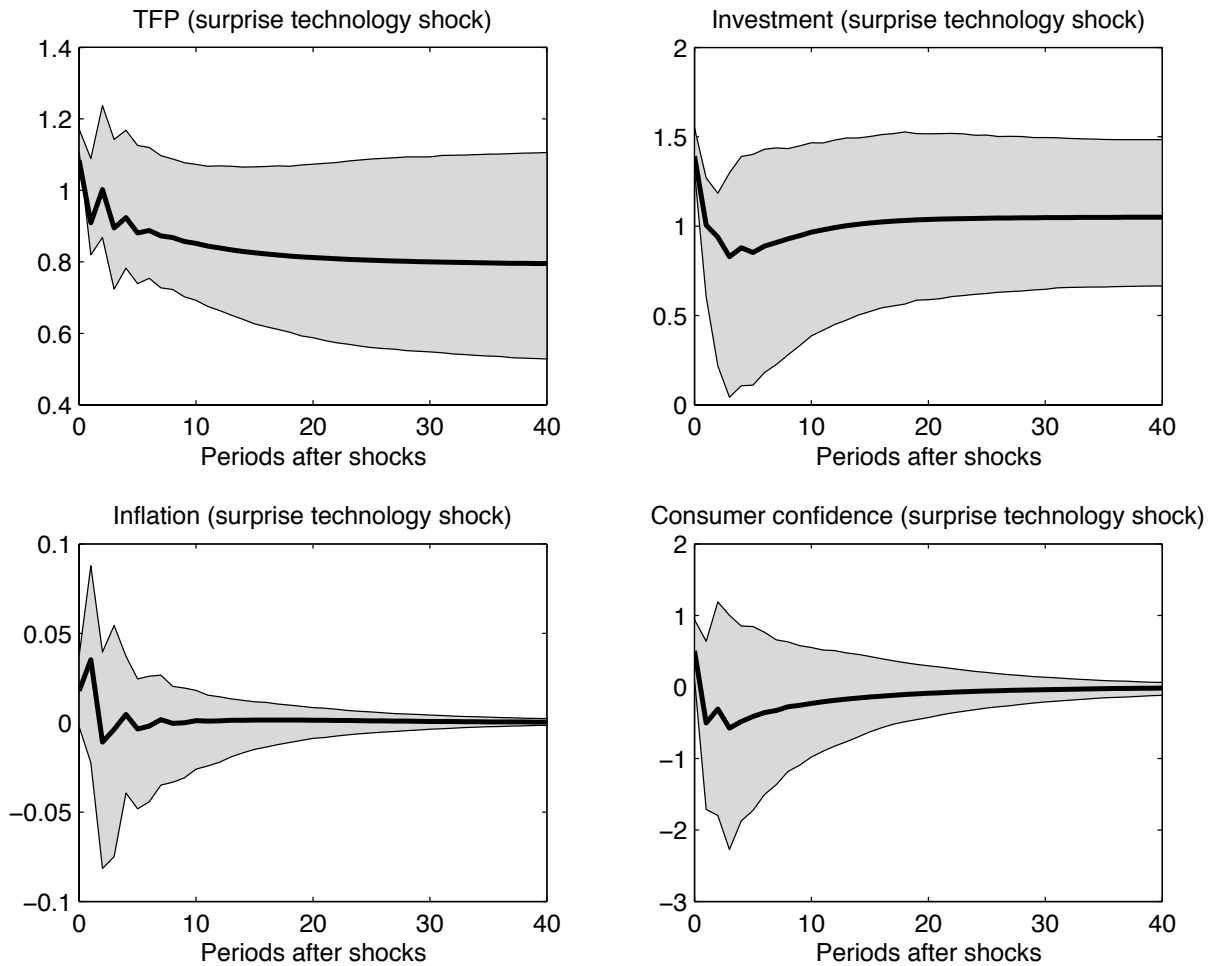 TFP (surprise technology shock)
1.4
1.2
1
0.8
0.6
0.4
0 10 20 30 40
Periods after shocks
Investment (surprise technology shock)
2
1.5
1
0.5
0
0 10 20 30 40
Periods after shocks
Inflation (surprise technology shock)
0.1
0.05
0
−0.05
−0.1
0 10 20 30 40
Periods after shocks
Consumer confidence (surprise technology shock)
2
1
0
−1
−2
−3
0 10 20 30 40
Periods after shocks